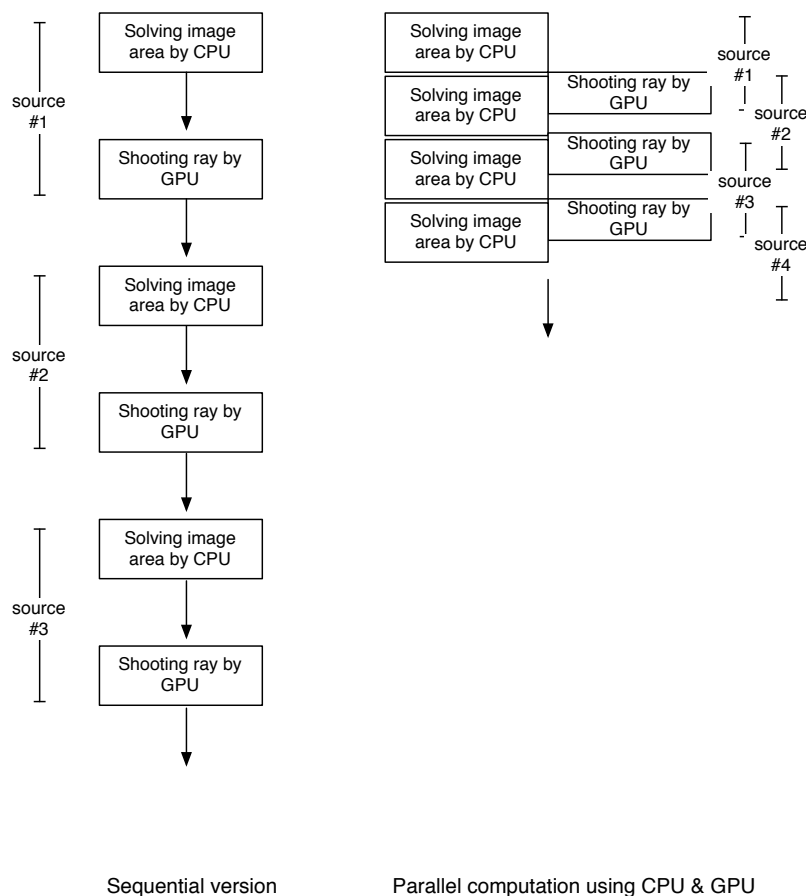 Solving image
area by CPU
source
#1
Shooting ray by
GPU
Solving image
area by CPU
source
#2
Shooting ray by
GPU
Solving image
area by CPU
source
#3
Shooting ray by
GPU
Sequential version
Solving image
area by CPU
Shooting ray by
GPU
source
#1
Solving image
area by CPU
source
#2
Shooting ray by
GPU
Solving image
area by CPU
source
#3
Shooting ray by
GPU
Solving image
area by CPU
source
#4
Parallel computation using CPU & GPU